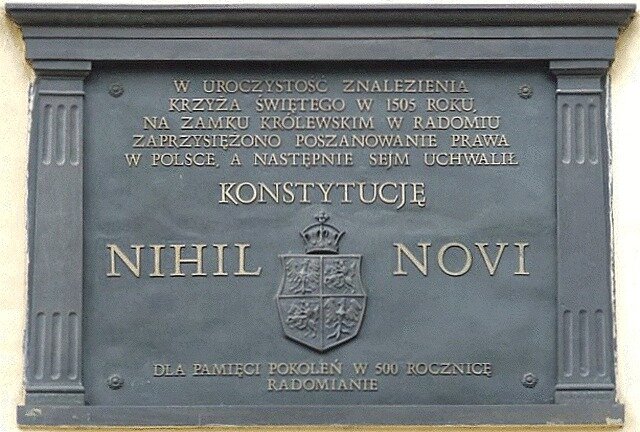 W UROCZYSTOŚĆ ZNALEZIENIA
KRZYŻA ŚWIĘTEGO W 1505 ROKU,
NA ZAMKU KRÓLEWSKIM W RADOMIU
ZAPRZYSIĘŻONO POSZANOWANIE PRAWA
W POLSCE, A NASTĘPNIE SEJM UCHWALIŁ
KONSTYTUCJĘ
NIHIL NOVI
DLA PAMIĘCI POKOLEŃ W 500 ROCZNICĘ
RADOMIANIE